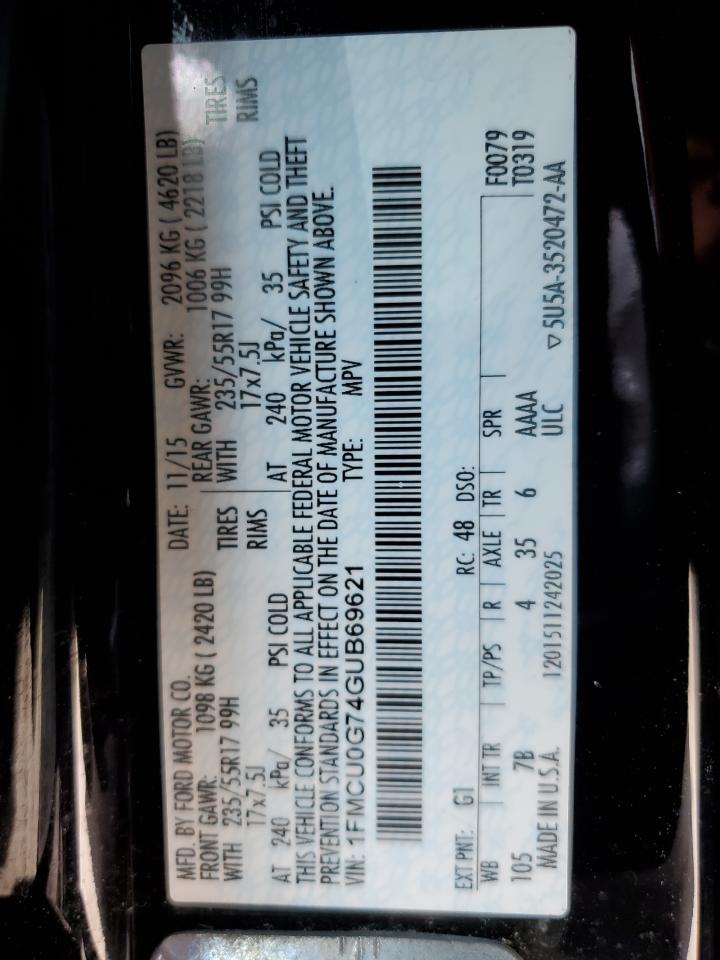 MFD. BY FORD MOTOR CO. DATE: 11/15 GVWR: 2096 KG ( 4620 LB)
FRONT GAWR: 1098 KG ( 2420 LB) REAR GAWR: 1006 KG ( 2218 LB)
WITH 235/55R17 99H TIRES WITH 235/55R17 99H TIRES
17x7.5J RIMS 17x7.5J RIMS
AT 240 kPa/ 35 PSI COLD AT 240 kPa/ 35 PSI COLD
THIS VEHICLE CONFORMS TO ALL APPLICABLE FEDERAL MOTOR VEHICLE SAFETY AND THEFT
PREVENTION STANDARDS IN EFFECT ON THE DATE OF MANUFACTURE SHOWN ABOVE.
VIN: 1FMCU0G74GUB69621 TYPE: MPV
EXT PNT: G1 RC: 48 DSO:
WB INT TR TP/PS R AXLE TR SPR F0079
105 7B 4 35 6 AAAA T0319
MADE IN U.S.A. 1201511242025 ULC ▽ 5U5A-3520472-AA